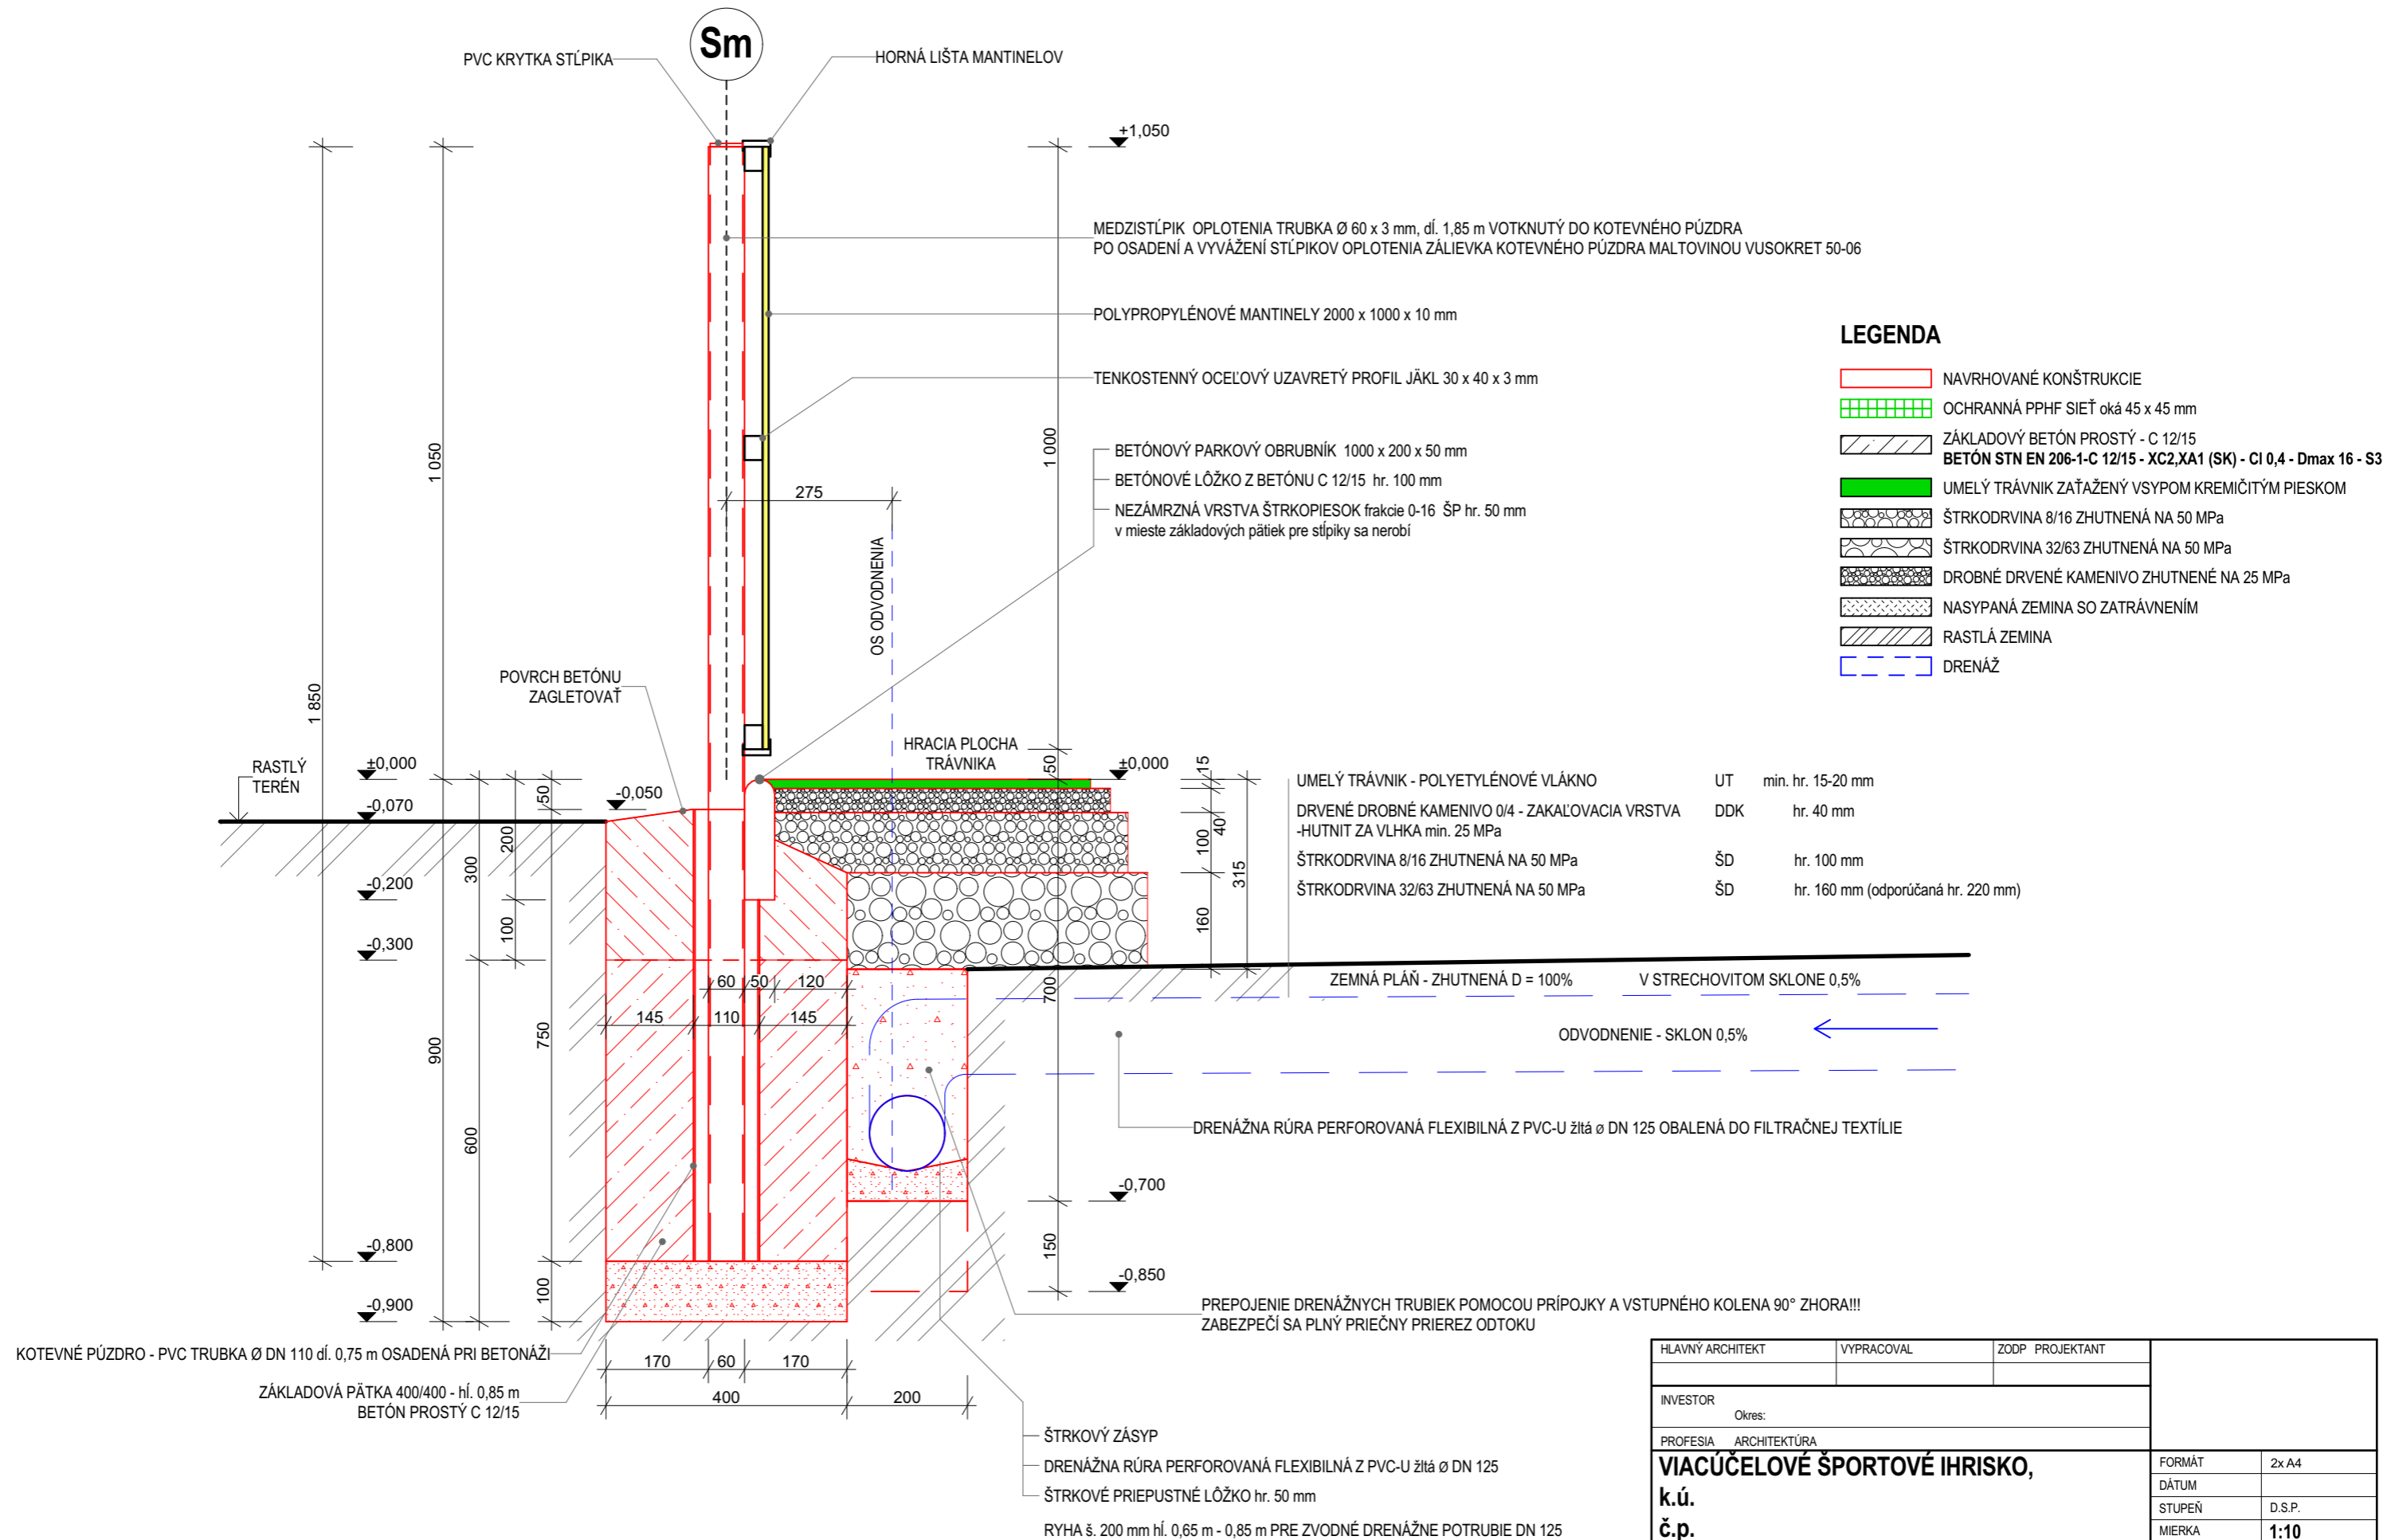 Sm
PVC KRYTKA STĹPIKA
HORNÁ LIŠTA MANTINELOV
+1,050
MEDZISTĹPIK OPLOTENIA TRUBKA Ø 60 x 3 mm, dĺ. 1,85 m VOTKNUTÝ DO KOTEVNÉHO PÚZDRA
PO OSADENÍ A VYVÁŽENÍ STĹPIKOV OPLOTENIA ZÁLIEVKA KOTEVNÉHO PÚZDRA MALTOVINOU VUSOKRET 50-06
POLYPROPYLÉNOVÉ MANTINELY 2000 x 1000 x 10 mm
TENKOSTENNÝ OCEĽOVÝ UZAVRETÝ PROFIL JÄKL 30 x 40 x 3 mm
BETÓNOVÝ PARKOVÝ OBRUBNÍK 1000 x 200 x 50 mm
BETÓNOVÉ LÔŽKO Z BETÓNU C 12/15 hr. 100 mm
NEZÁMRZNÁ VRSTVA ŠTRKOPIESOK frakcie 0-16 ŠP hr. 50 mm
v mieste základových pätiek pre stĺpiky sa nerobí
LEGENDA
NAVRHOVANÉ KONŠTRUKCIE
OCHRANNÁ PPHF SIEŤ oká 45 x 45 mm
ZÁKLADOVÝ BETÓN PROSTÝ - C 12/15
BETÓN STN EN 206-1-C 12/15 - XC2,XA1 (SK) - Cl 0,4 - Dmax 16 - S3
UMELÝ TRÁVNIK ZAŤAŽENÝ VSYPOM KREMIČITÝM PIESKOM
ŠTRKODRVINA 8/16 ZHUTNENÁ NA 50 MPa
ŠTRKODRVINA 32/63 ZHUTNENÁ NA 50 MPa
DROBNÉ DRVENÉ KAMENIVO ZHUTNENÉ NA 25 MPa
NASYPANÁ ZEMINA SO ZATRÁVNENÍM
RASTLÁ ZEMINA
DRENÁŽ
1 850
1 050
1 000
275
OS ODVODNENIA
POVRCH BETÓNU
ZAGLETOVAŤ
HRACIA PLOCHA
TRÁVNIKA
RASTLÝ
TERÉN
±0,000
-0,070
-0,200
-0,300
-0,800
-0,900
-0,050
±0,000
-0,700
-0,850
900
300
600
200
100
50
750
100
50
700
150
15
40
100
160
315
UMELÝ TRÁVNIK - POLYETYLÉNOVÉ VLÁKNO UT min. hr. 15-20 mm
DRVENÉ DROBNÉ KAMENIVO 0/4 - ZAKAĽOVACIA VRSTVA DDK hr. 40 mm
-HUTNIT ZA VLHKA min. 25 MPa
ŠTRKODRVINA 8/16 ZHUTNENÁ NA 50 MPa ŠD hr. 100 mm
ŠTRKODRVINA 32/63 ZHUTNENÁ NA 50 MPa ŠD hr. 160 mm (odporúčaná hr. 220 mm)
60 50 120
145 110 145
ZEMNÁ PLÁŇ - ZHUTNENÁ D = 100% V STRECHOVITOM SKLONE 0,5%
ODVODNENIE - SKLON 0,5%
DRENÁŽNA RÚRA PERFOROVANÁ FLEXIBILNÁ Z PVC-U žltá ø DN 125 OBALENÁ DO FILTRAČNEJ TEXTÍLIE
PREPOJENIE DRENÁŽNYCH TRUBIEK POMOCOU PRÍPOJKY A VSTUPNÉHO KOLENA 90° ZHORA!!!
ZABEZPEČÍ SA PLNÝ PRIEČNY PRIEREZ ODTOKU
KOTEVNÉ PÚZDRO - PVC TRUBKA Ø DN 110 dĺ. 0,75 m OSADENÁ PRI BETONÁŽI
ZÁKLADOVÁ PÄTKA 400/400 - hĺ. 0,85 m
BETÓN PROSTÝ C 12/15
170 60 170
400 200
ŠTRKOVÝ ZÁSYP
DRENÁŽNA RÚRA PERFOROVANÁ FLEXIBILNÁ Z PVC-U žltá Ø DN 125
ŠTRKOVÉ PRIEPUSTNÉ LÔŽKO hr. 50 mm
RYHA š. 200 mm hĺ. 0,65 m - 0,85 m PRE ZVODNÉ DRENÁŽNE POTRUBIE DN 125
HLAVNÝ ARCHITEKT VYPRACOVAL ZODP PROJEKTANT
INVESTOR
Okres:
PROFESIA ARCHITEKTÚRA
VIACÚČELOVÉ ŠPORTOVÉ IHRISKO,
k.ú.
č.p.
FORMÁT 2x A4
DÁTUM
STUPEŇ D.S.P.
MIERKA 1:10